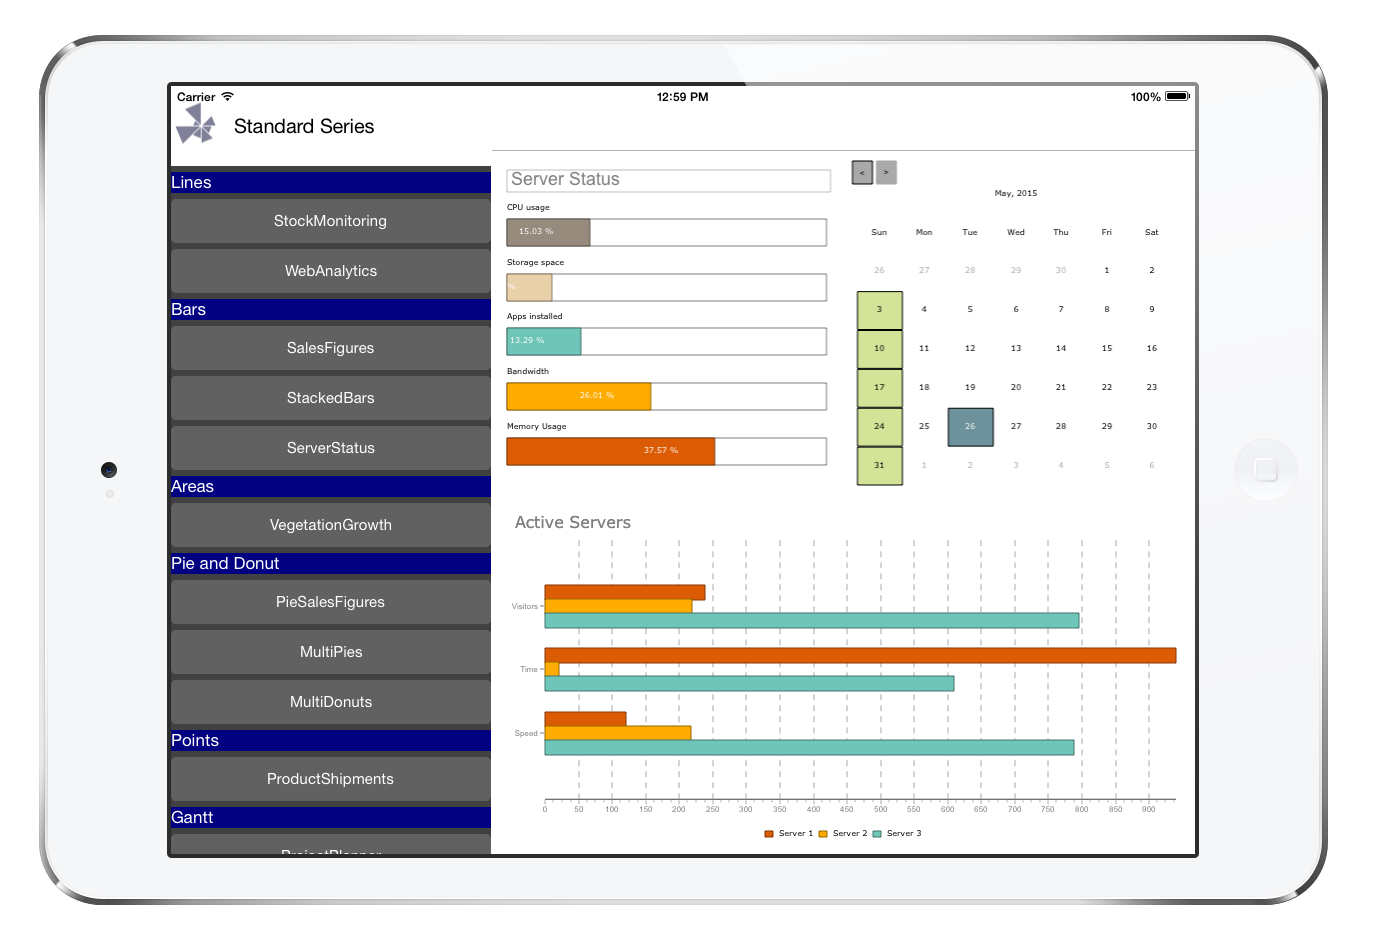 Carrier 12:59 PM 100%
Standard Series
Lines
StockMonitoring
WebAnalytics
Bars
SalesFigures
StackedBars
ServerStatus
Areas
VegetationGrowth
Pie and Donut
PieSalesFigures
MultiPies
MultiDonuts
Points
ProductShipments
Gantt
ProjectPlanner
Server Status
CPU usage
15.03 %
Storage space
%
Apps installed
13.29 %
Bandwidth
26.01 %
Memory Usage
37.57 %
< >
May, 2015
Sun Mon Tue Wed Thu Fri Sat
26 27 28 29 30 1 2
3 4 5 6 7 8 9
10 11 12 13 14 15 16
17 18 19 20 21 22 23
24 25 26 27 28 29 30
31 1 2 3 4 5 6
Active Servers
Visitors
Time
Speed
0 50 100 150 200 250 300 350 400 450 500 550 600 650 700 750 800 850 900
Server 1 Server 2 Server 3